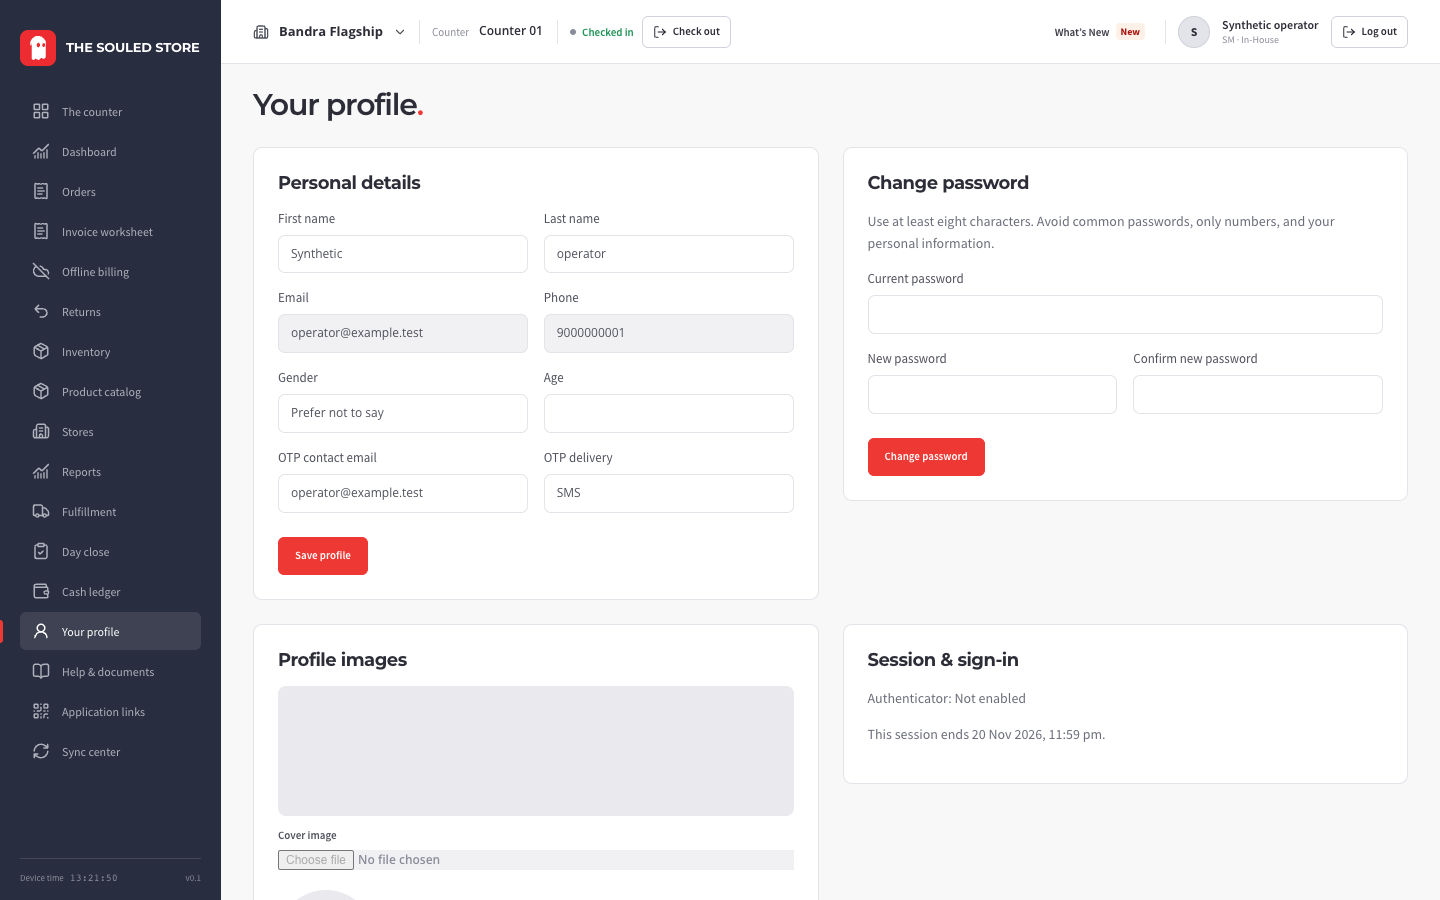 THE SOULED STORE
The counter
Dashboard
Orders
Invoice worksheet
Offline billing
Returns
Inventory
Product catalog
Stores
Reports
Fulfillment
Day close
Cash ledger
Your profile
Help & documents
Application links
Sync center
Device time 13:21:50 v0.1
Bandra Flagship Counter Counter 01 Checked in Check out What's New New S Synthetic operator Log out
SM · In-House
Your profile.
Personal details
First name Last name
Synthetic operator
Email Phone
operator@example.test 9000000001
Gender Age
Prefer not to say
OTP contact email OTP delivery
operator@example.test SMS
Save profile
Change password
Use at least eight characters. Avoid common passwords, only numbers, and your
personal information.
Current password
New password Confirm new password
Change password
Profile images
Cover image
Choose file No file chosen
Session & sign-in
Authenticator: Not enabled
This session ends 20 Nov 2026, 11:59 pm.